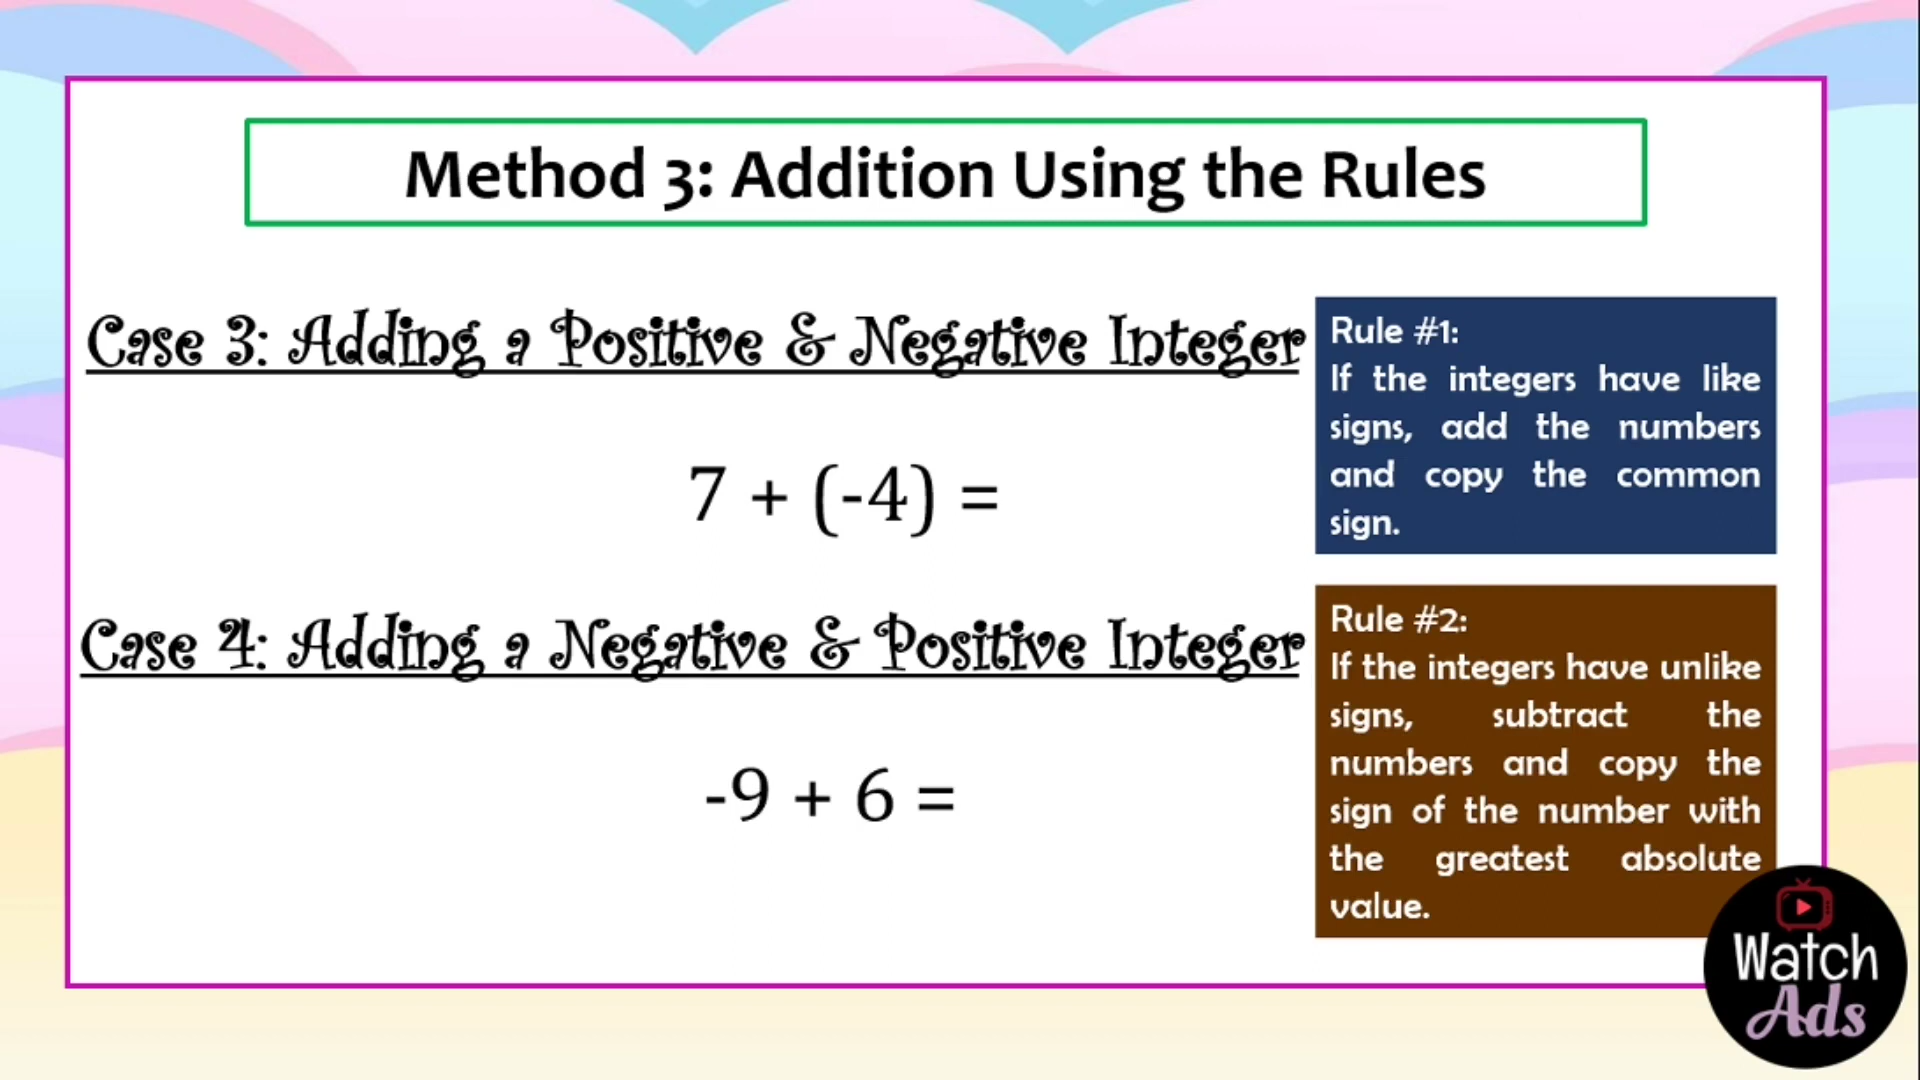 Method 3: Addition Using the Rules
Case 3: Adding a Positive & Negative Integer
7 + (-4) =
Case 4: Adding a Negative & Positive Integer
-9 + 6 =
Rule #1:
If the integers have like
signs, add the numbers
and copy the common
sign.
Rule #2:
If the integers have unlike
signs, subtract the
numbers and copy the
sign of the number with
the greatest absolute
value.
Watch
Ads